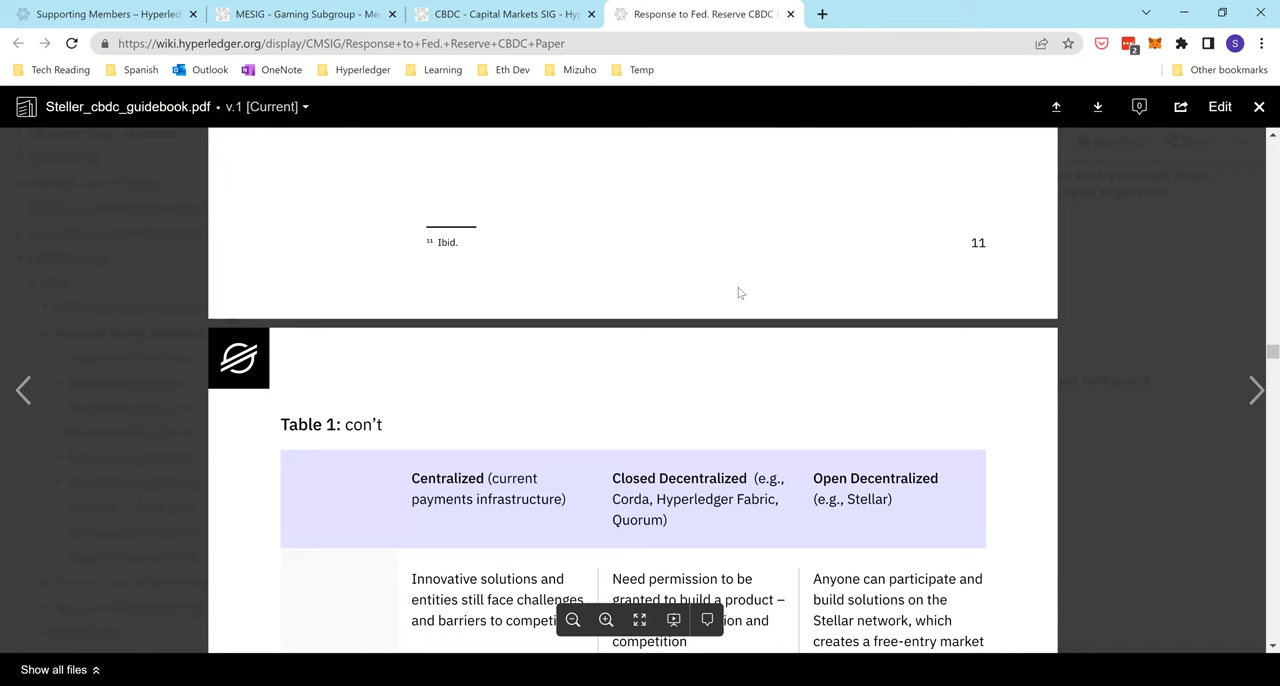 Supporting Members – Hyperled
MESIG - Gaming Subgroup - Me
CBDC - Capital Markets SIG - Hy
Response to Fed. Reserve CBDC
https://wiki.hyperledger.org/display/CMSIG/Response+to+Fed.+Reserve+CBDC+Paper
2
S
Tech Reading
Spanish
Outlook
OneNote
Hyperledger
Learning
Eth Dev
Mizuho
Temp
Other bookmarks
Steller_cbdc_guidebook.pdf • v.1 [Current]
0
Edit
11 Ibid.
11
Table 1: con't
Centralized (current
payments infrastructure)
Closed Decentralized (e.g.,
Corda, Hyperledger Fabric,
Quorum)
Open Decentralized
(e.g., Stellar)
Innovative solutions and
entities still face challenges
and barriers to competi
Need permission to be
granted to build a product –
ion and
competition
Anyone can participate and
build solutions on the
Stellar network, which
creates a free-entry market
Show all files